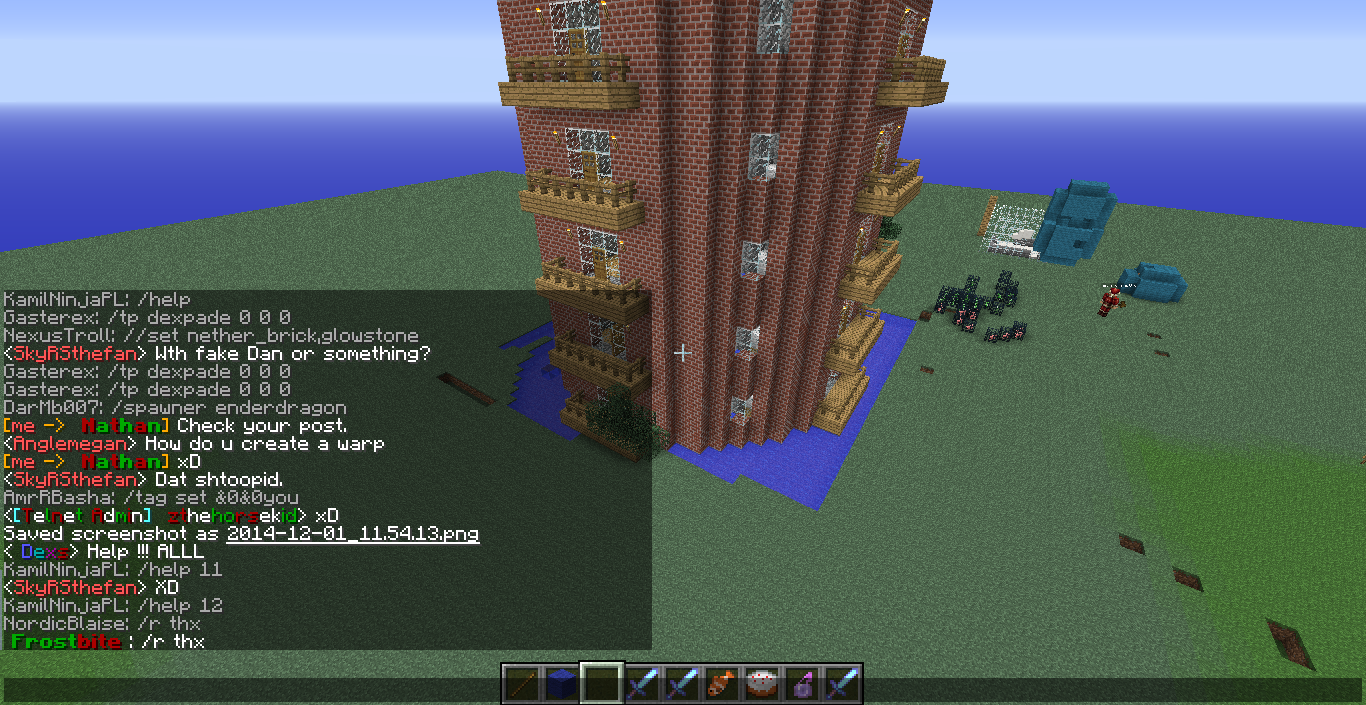 KamilNinjaPL: /help
Gasterex: /tp dexpade 0 0 0
NexusTroll: //set nether_brick,glowstone
<SkyRSthefan> Wth fake Dan or something?
Gasterex: /tp dexpade 0 0 0
Gasterex: /tp dexpade 0 0 0
DarMb007: /spawner enderdragon
[me -> Nathan] Check your post.
<Anglemegan> How do u create a warp
[me -> Nathan] xD
<SkyRSthefan> Dat shtoopid.
AmrRBasha: /tag set &0&0you
<[Telnet Admin] zthehorsekid> xD
Saved screenshot as 2014-12-01_11.54.13.png
< Dexs> Help !!! ALLL
KamilNinjaPL: /help 11
<SkyRSthefan> XD
KamilNinjaPL: /help 12
NordicBlaise: /r thx
Frostbite : /r thx